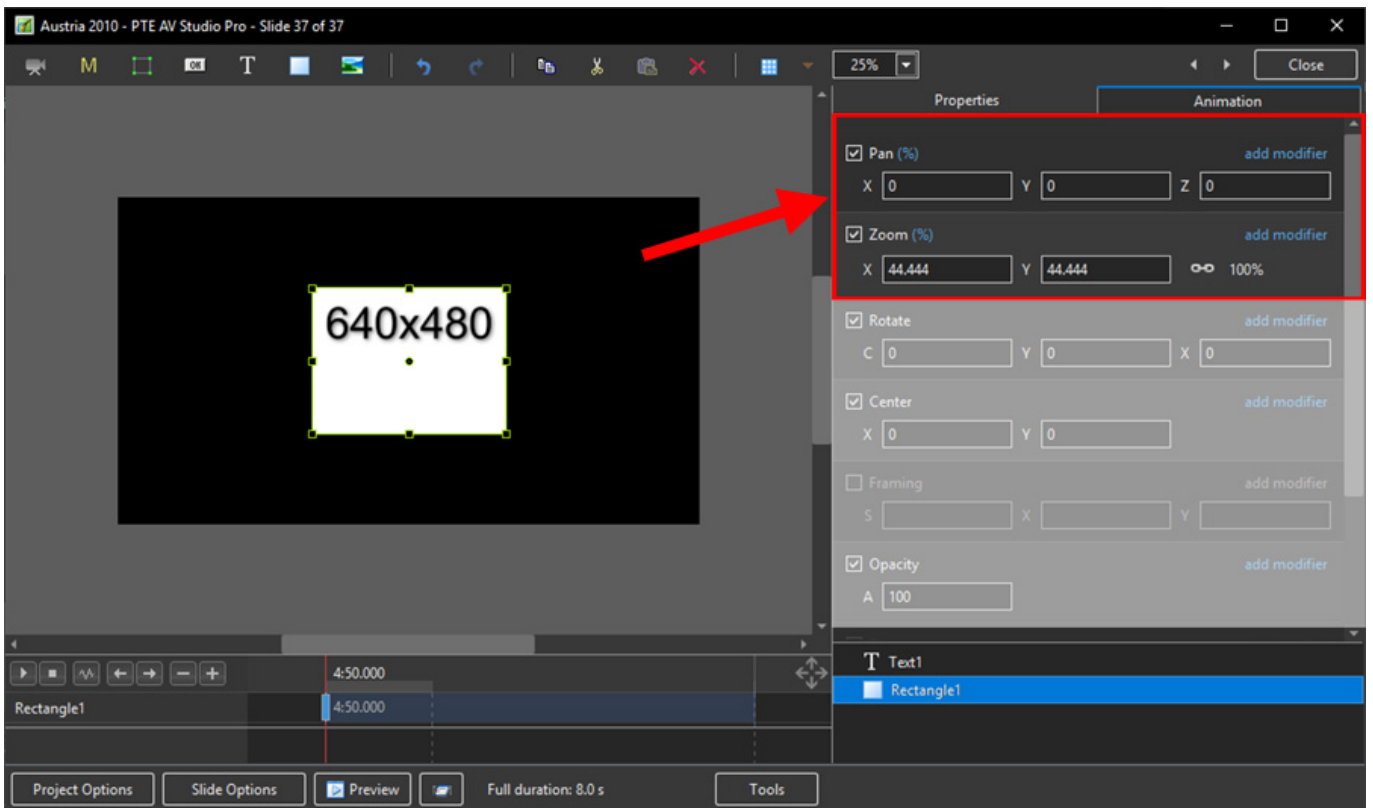 Austria 2010 - PTE AV Studio Pro - Slide 37 of 37
M OK T 25% Close
Properties Animation
Pan (%) add modifier
X 0 Y 0 Z 0
Zoom (%) add modifier
X 44.444 Y 44.444 100%
640x480
Rotate add modifier
C 0 Y 0 X 0
Center add modifier
X 0 Y 0
Framing add modifier
S X Y
Opacity add modifier
A 100
4:50.000
Rectangle1 4:50.000
T Text1
Rectangle1
Project Options Slide Options Preview Full duration: 8.0 s Tools